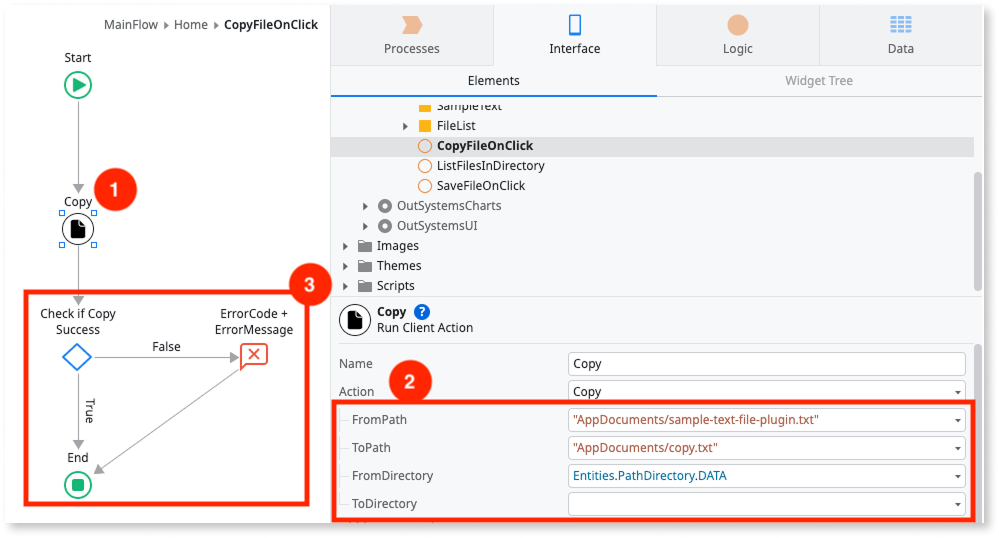 MainFlow ▸ Home ▸ CopyFileOnClick
Start
1
Copy
3
Check if Copy
Success
ErrorCode +
ErrorMessage
False
True
End
Processes
Interface
Logic
Data
Elements
Widget Tree
SampleText
FileList
CopyFileOnClick
ListFilesInDirectory
SaveFileOnClick
OutSystemsCharts
OutSystemsUI
Images
Themes
Scripts
Copy ?
Run Client Action
Name Copy
2
Action Copy
FromPath "AppDocuments/sample-text-file-plugin.txt"
ToPath "AppDocuments/copy.txt"
FromDirectory Entities.PathDirectory.DATA
ToDirectory